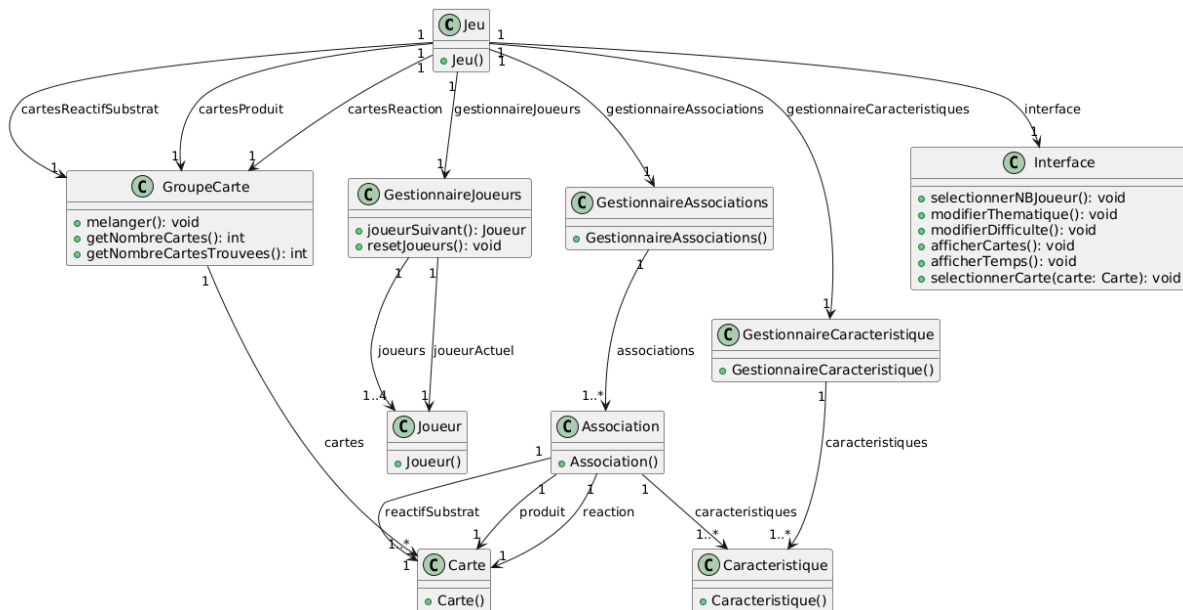 C Jeu
Jeu()
1 1
1 1
1 1
1
cartesReactifSubstrat
cartesProduit
cartesReaction
gestionnaireJoueurs
gestionnaireAssociations
gestionnaireCaracteristiques
interface
1 1 1 1 1 1 1
C GroupeCarte
melanger(): void
getNombreCartes(): int
getNombreCartesTrouvees(): int
C GestionnaireJoueurs
joueurSuivant(): Joueur
resetJoueurs(): void
C GestionnaireAssociations
GestionnaireAssociations()
C Interface
selectionnerNBJoueur(): void
modifierThematique(): void
modifierDifficulte(): void
afficherCartes(): void
afficherTemps(): void
selectionnerCarte(carte: Carte): void
1 1 1 1
C GestionnaireCaracteristique
GestionnaireCaracteristique()
joueurs
joueurActuel
associations
1..4 1 1..* 1
cartes
C Joueur
Joueur()
C Association
Association()
caracteristiques
1 1 1 1
reactifSubstrat
produit
reaction
caracteristiques
1..* 1 1 1 1..* 1..*
C Carte
Carte()
C Caracteristique
Caracteristique()